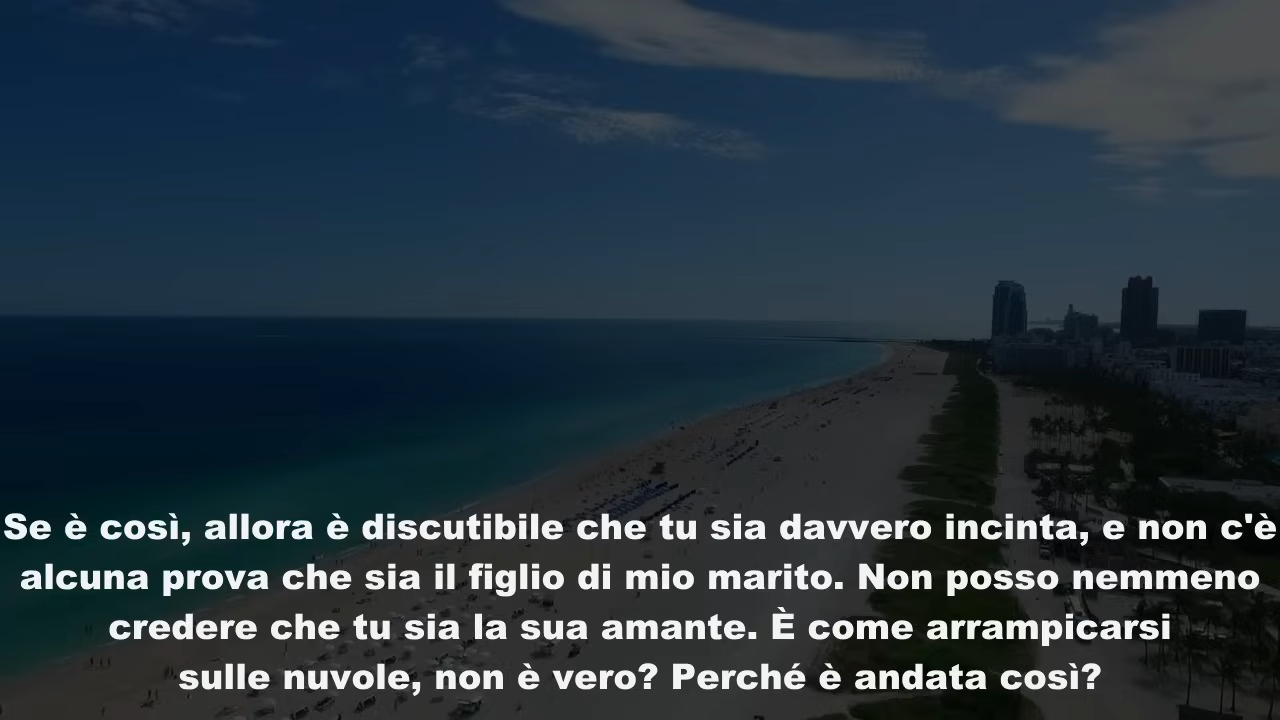 Se è così, allora è discutibile che tu sia davvero incinta, e non c'è
alcuna prova che sia il figlio di mio marito. Non posso nemmeno
credere che tu sia la sua amante. È come arrampicarsi
sulle nuvole, non è vero? Perché è andata così?